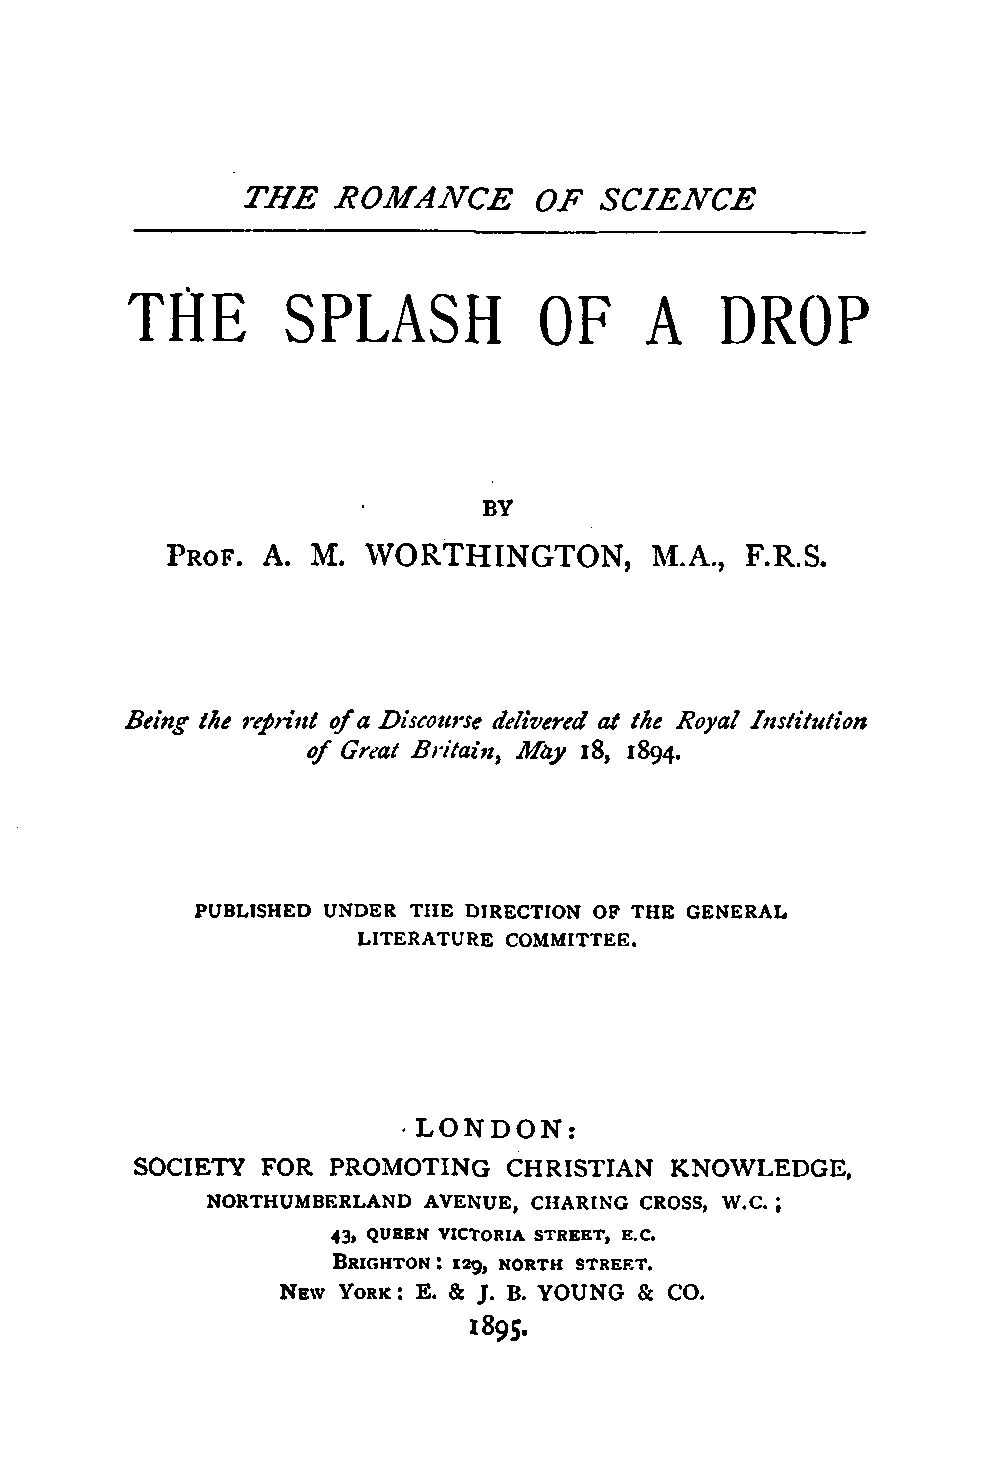 THE ROMANCE OF SCIENCE
THE SPLASH OF A DROP
BY
PROF. A. M. WORTHINGTON, M.A., F.R.S.
Being the reprint of a Discourse delivered at the Royal Institution
of Great Britain, May 18, 1894.
PUBLISHED UNDER THE DIRECTION OF THE GENERAL
LITERATURE COMMITTEE.
LONDON:
SOCIETY FOR PROMOTING CHRISTIAN KNOWLEDGE,
NORTHUMBERLAND AVENUE, CHARING CROSS, W.C.;
43, QUEEN VICTORIA STREET, E.C.
BRIGHTON: 129, NORTH STREET.
NEW YORK: E. & J. B. YOUNG & CO.
1895.